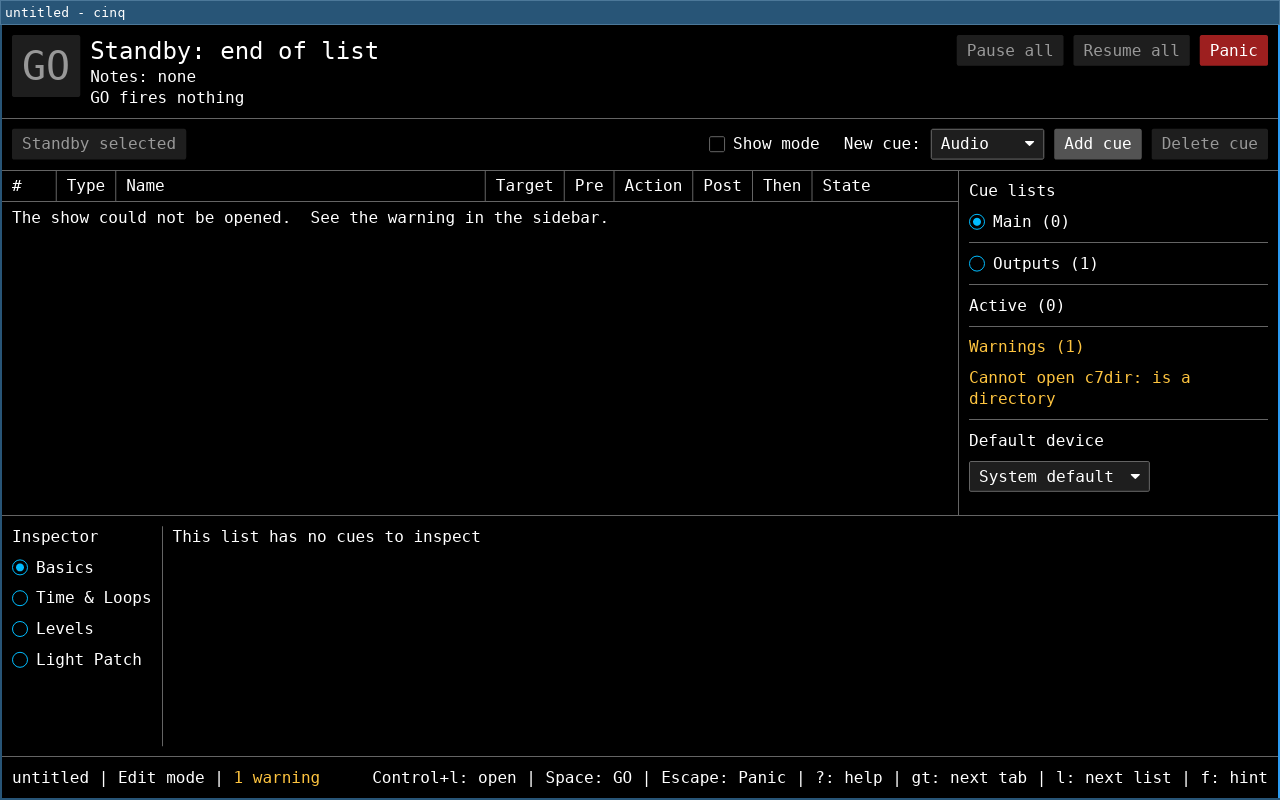 untitled - cinq
GO
Standby: end of list
Notes: none
GO fires nothing
Pause all
Resume all
Panic
Standby selected
Show mode
New cue:
Audio
Add cue
Delete cue
# Type Name Target Pre Action Post Then State
The show could not be opened.  See the warning in the sidebar.
Cue lists
Main (0)
Outputs (1)
Active (0)
Warnings (1)
Cannot open c7dir: is a
directory
Default device
System default
Inspector
Basics
Time & Loops
Levels
Light Patch
This list has no cues to inspect
untitled | Edit mode | 1 warning
Control+l: open | Space: GO | Escape: Panic | ?: help | gt: next tab | l: next list | f: hint